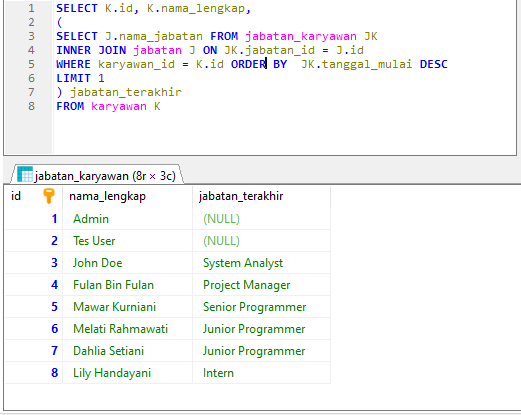 1 SELECT K.id, K.nama_lengkap,
2 (
3 SELECT J.nama_jabatan FROM jabatan_karyawan JK
4 INNER JOIN jabatan J ON JK.jabatan_id = J.id
5 WHERE karyawan_id = K.id ORDER BY  JK.tanggal_mulai DESC
6 LIMIT 1
7 ) jabatan_terakhir
8 FROM karyawan K
jabatan_karyawan (8r × 3c)
id nama_lengkap jabatan_terakhir
1 Admin (NULL)
2 Tes User (NULL)
3 John Doe System Analyst
4 Fulan Bin Fulan Project Manager
5 Mawar Kurniani Senior Programmer
6 Melati Rahmawati Junior Programmer
7 Dahlia Setiani Junior Programmer
8 Lily Handayani Intern